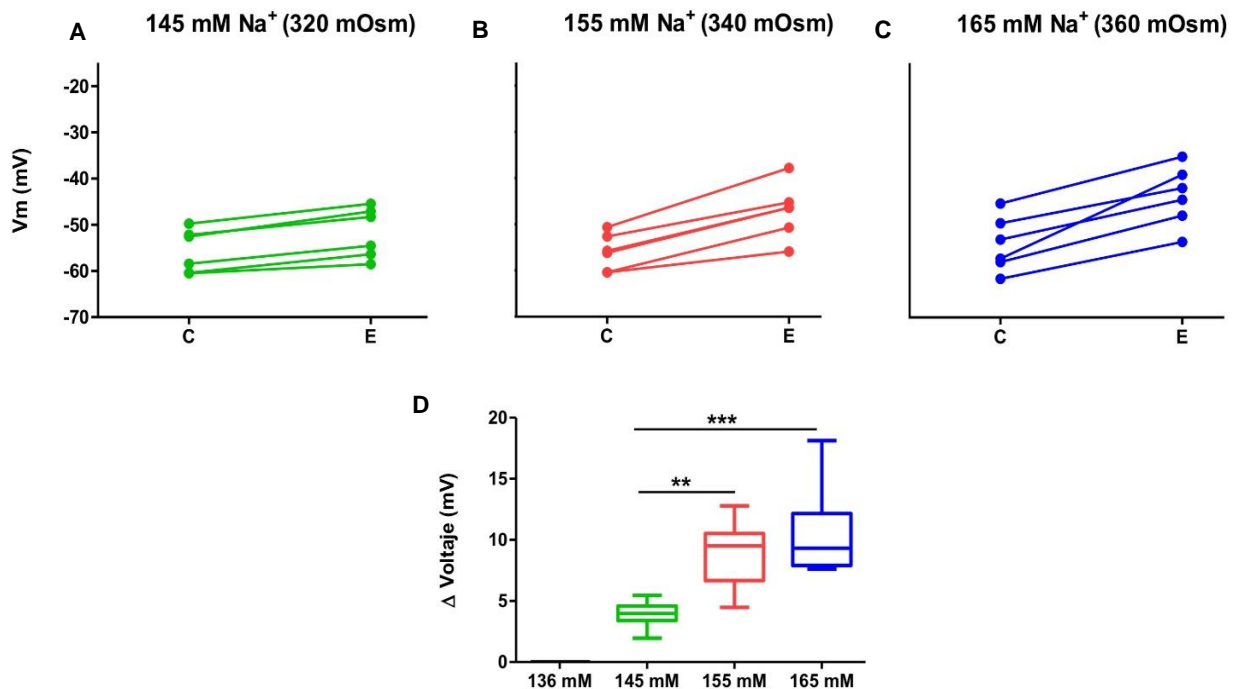 A 145 mM Na⁺ (320 mOsm)
B 155 mM Na⁺ (340 mOsm)
C 165 mM Na⁺ (360 mOsm)
Vm (mV)
-20
-30
-40
-50
-60
-70
C E
C E
C E
D
Δ Voltaje (mV)
20
15
10
5
0
***
**
136 mM 145 mM 155 mM 165 mM